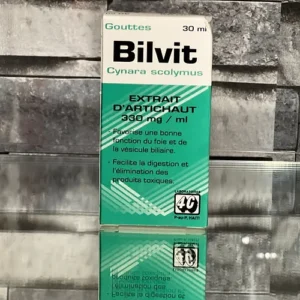 Gouttes 30 ml
Bilvit
Cynara scolymus
EXTRAIT
D'ARTICHAUT
330 mg / ml
- Favorise une bonne
fonction du foie et de
la vésicule biliaire.
- Facilite la digestion et
l'élimination des
produits toxiques.